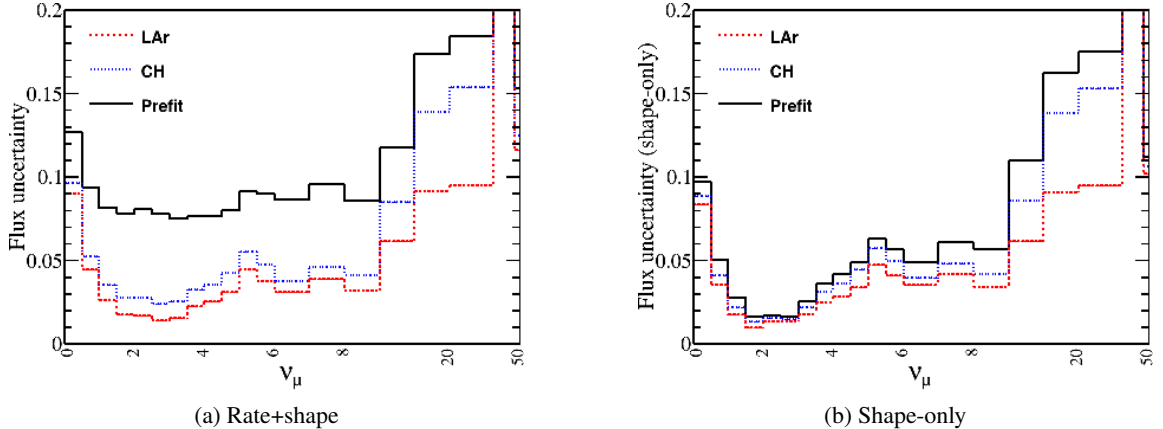 0.2
0.15
0.1
0.05
0
Flux uncertainty
LAr
CH
Prefit
0 2 4 6 8 20 50
νμ
(a) Rate+shape
0.2
0.15
0.1
0.05
0
Flux uncertainty (shape-only)
LAr
CH
Prefit
0 2 4 6 8 20 50
νμ
(b) Shape-only